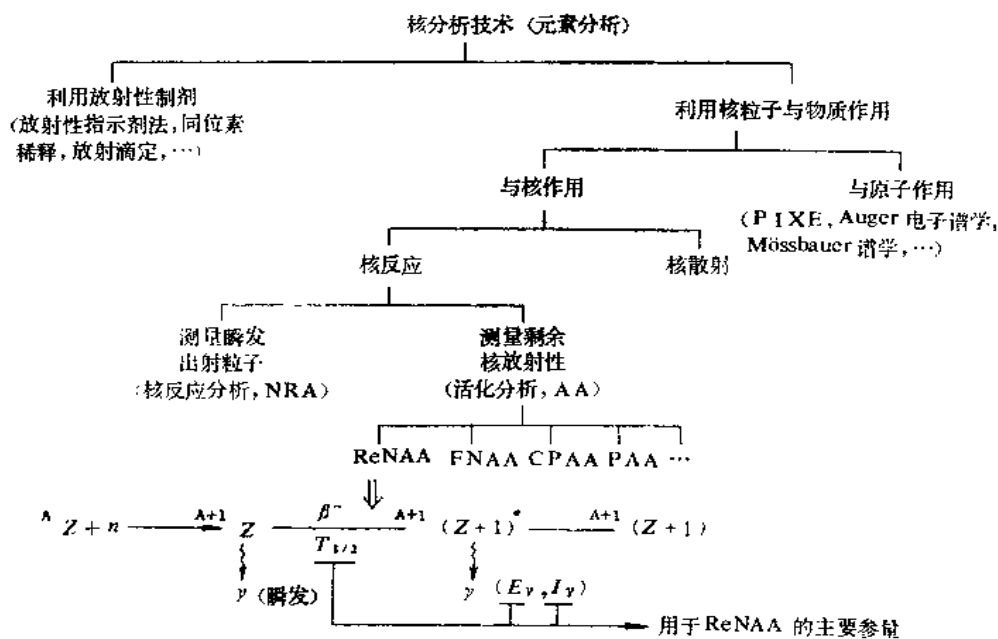 核分析技术 (元素分析)
利用放射性制剂
(放射性指示剂法, 同位素
稀释, 放射滴定, …)
利用核粒子与物质作用
与核作用
与原子作用
(PIXE, Auger 电子谱学,
Mössbauer 谱学, …)
核反应
核散射
测量瞬发
出射粒子
(核反应分析, NRA)
测量剩余
核放射性
(活化分析, AA)
ReNAA FNAA CPAA PAA …
A Z + n A+1 Z β⁻ A+1 (Z+1)* A+1 (Z+1)
T1/2
γ (瞬发) γ (Eγ, Iγ)
用于 ReNAA 的主要参量